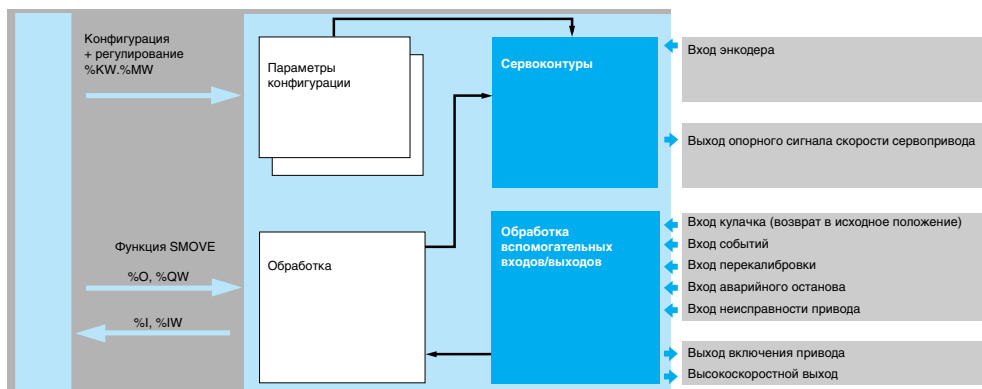 Конфигурация
+ регулирование
%KW.%MW
Параметры
конфигурации
Сервоконтуры
Вход энкодера
Выход опорного сигнала скорости сервопривода
Функция SMOVE
%O, %QW
%I, %IW
Обработка
Обработка
вспомогательных
входов/выходов
Вход кулачка (возврат в исходное положение)
Вход событий
Вход перекалибровки
Вход аварийного останова
Вход неисправности привода
Выход включения привода
Высокоскоростной выход